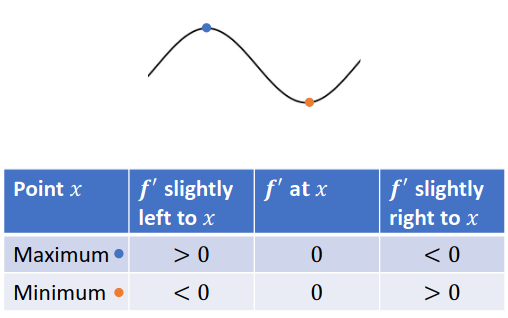 Point x f′ slightly left to x f′ at x f′ slightly right to x
Maximum > 0 0 < 0
Minimum < 0 0 > 0